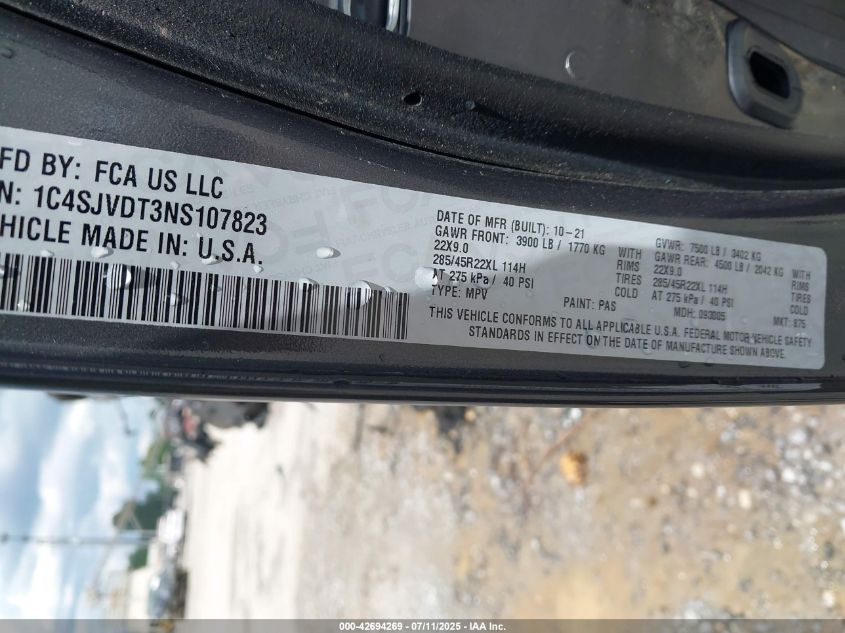 MFD BY: FCA US LLC
VIN: 1C4SJVDT3NS107823
VEHICLE MADE IN: U.S.A.
DATE OF MFR (BUILT): 10-21
GVWR: 7500 LB / 3402 KG
GAWR FRONT: 3900 LB / 1770 KG WITH
GAWR REAR: 4500 LB / 2042 KG WITH
22X9.0 RIMS
22X9.0 RIMS
285/45R22XL 114H TIRES
285/45R22XL 114H TIRES
AT 275 kPa / 40 PSI COLD
AT 275 kPa / 40 PSI COLD
TYPE: MPV
PAINT: PAS
MDH: 093005
MKT: 875
THIS VEHICLE CONFORMS TO ALL APPLICABLE U.S.A. FEDERAL MOTOR VEHICLE SAFETY
STANDARDS IN EFFECT ON THE DATE OF MANUFACTURE SHOWN ABOVE.
000-42694269 - 07/11/2025 - IAA Inc.